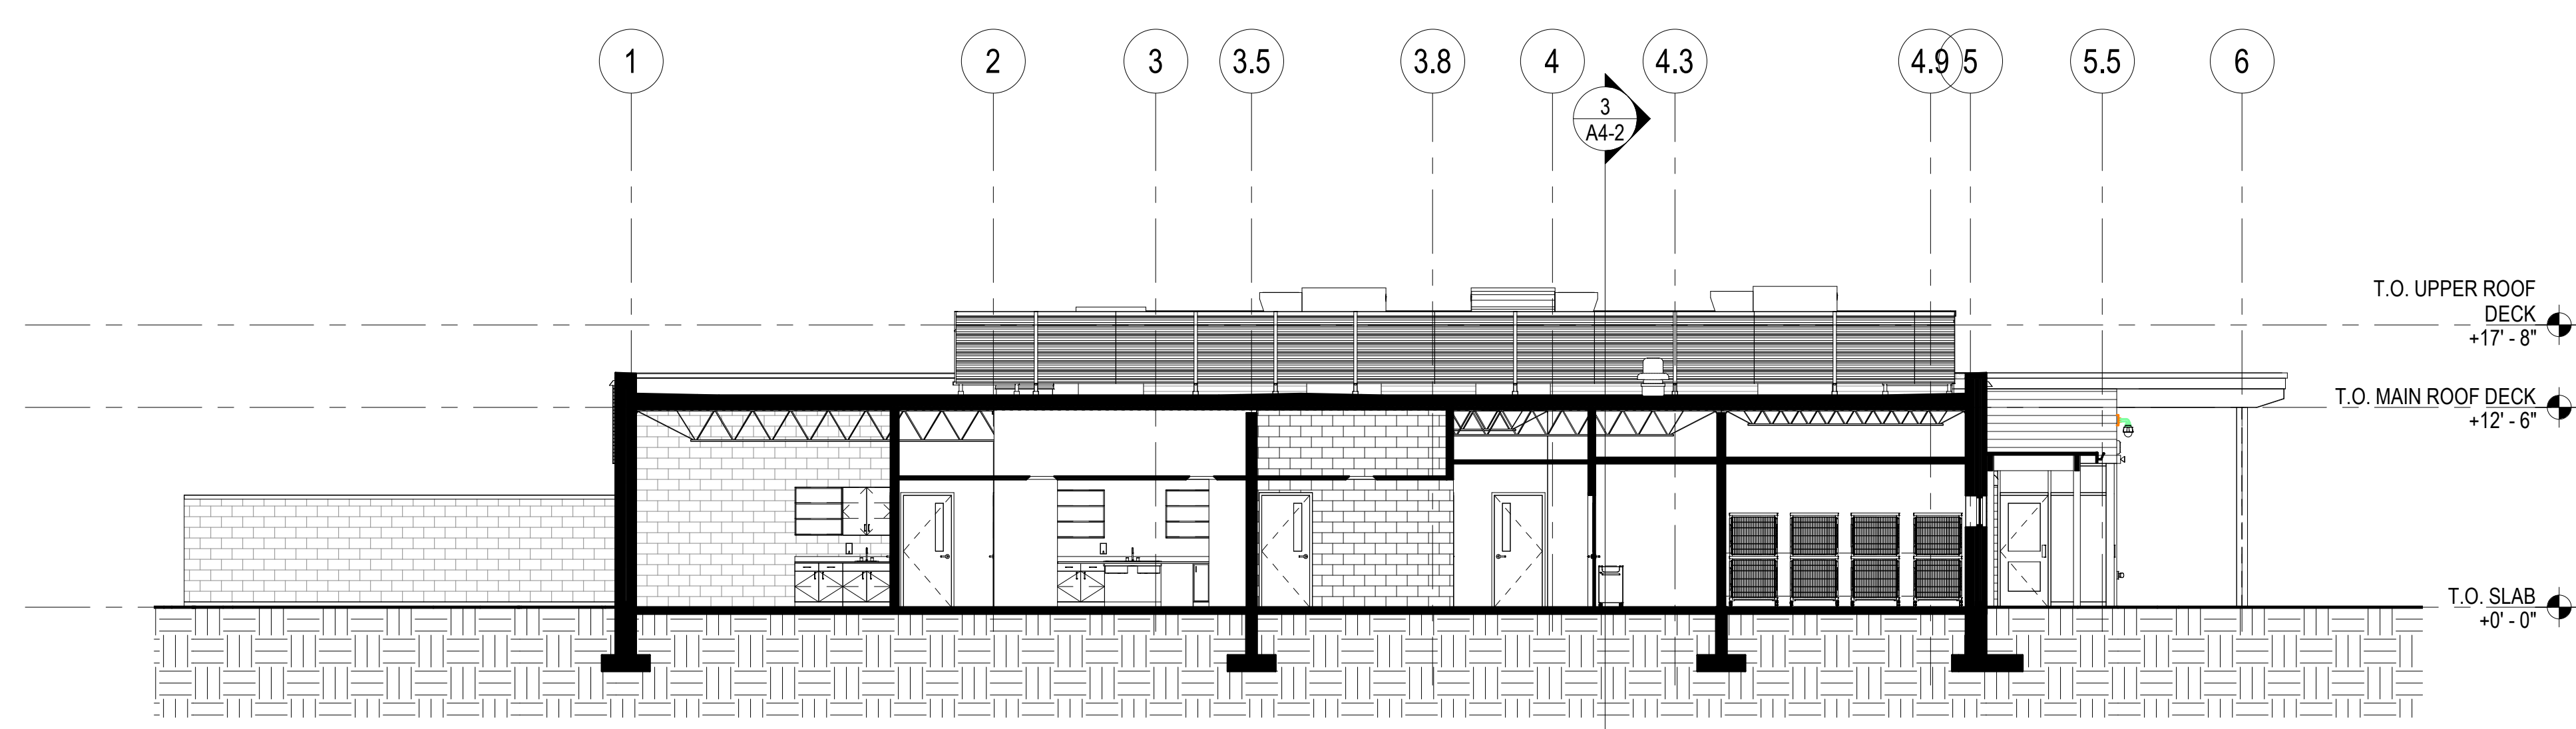 1
2
3
3.5
3.8
4
4.3
4.9
5
5.5
6
3
A4-2
T.O. UPPER ROOF
DECK
+17' - 8"
T.O. MAIN ROOF DECK
+12' - 6"
T.O. SLAB
+0' - 0"